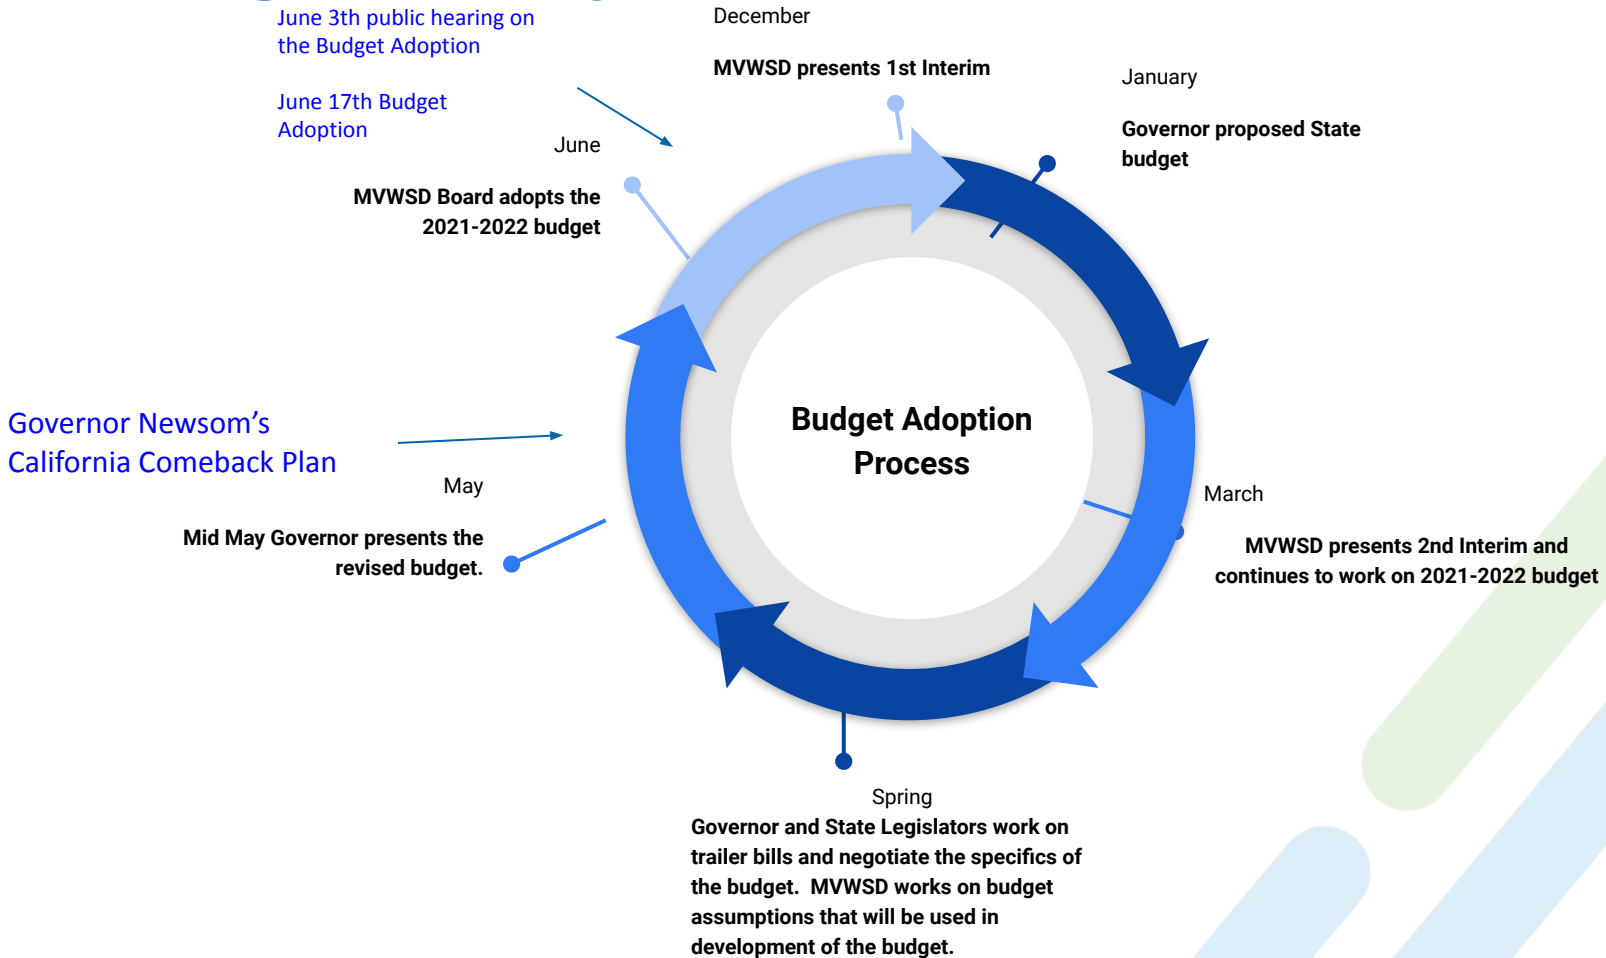 June 3th public hearing on
the Budget Adoption
June 17th Budget
Adoption
December
MVWSD presents 1st Interim
January
Governor proposed State
budget
June
MVWSD Board adopts the
2021-2022 budget
Budget Adoption
Process
Governor Newsom’s
California Comeback Plan
May
Mid May Governor presents the
revised budget.
March
MVWSD presents 2nd Interim and
continues to work on 2021-2022 budget
Spring
Governor and State Legislators work on
trailer bills and negotiate the specifics of
the budget.  MVWSD works on budget
assumptions that will be used in
development of the budget.